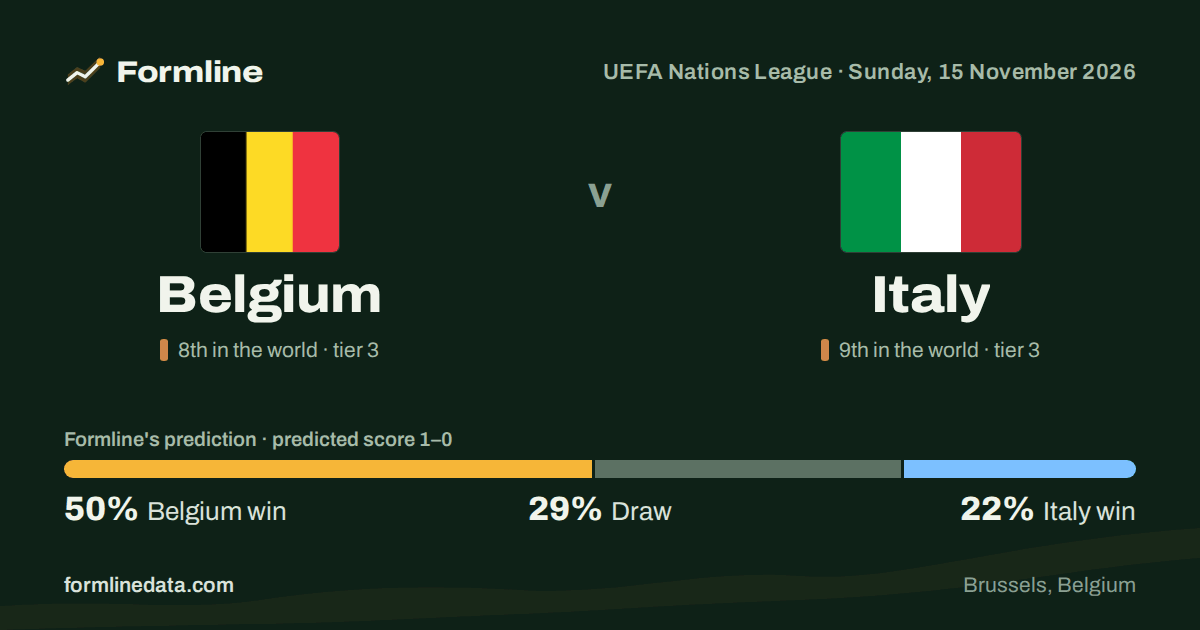 Formline
UEFA Nations League · Sunday, 15 November 2026
v
Belgium
Italy
8th in the world · tier 3
9th in the world · tier 3
Formline's prediction · predicted score 1–0
50% Belgium win
29% Draw
22% Italy win
formlinedata.com
Brussels, Belgium